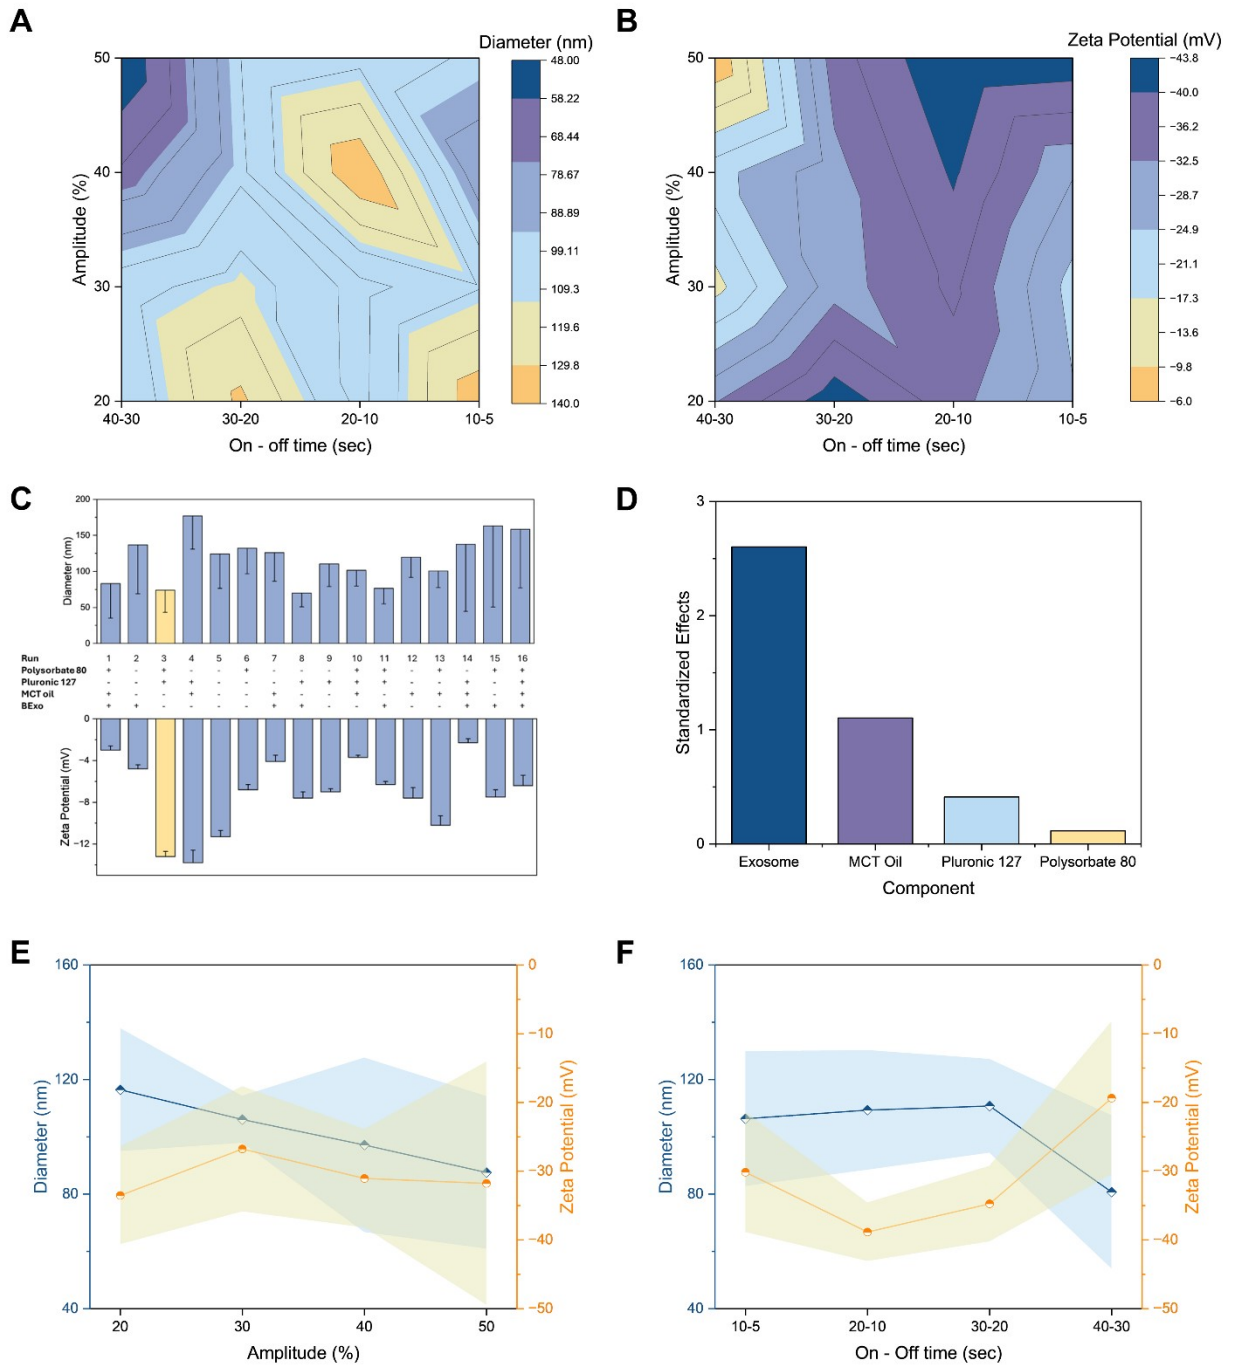 A
Diameter (nm)
50
40
30
20
Amplitude (%)
40-30
30-20
20-10
10-5
On - off time (sec)
48.00
58.22
68.44
78.67
88.89
99.11
109.3
119.6
129.8
140.0
B
Zeta Potential (mV)
50
40
30
20
Amplitude (%)
40-30
30-20
20-10
10-5
On - off time (sec)
−43.8
−40.0
−36.2
−32.5
−28.7
−24.9
−21.1
−17.3
−13.6
−9.8
−6.0
C
200
150
100
50
0
Diameter (nm)
Run 1 2 3 4 5 6 7 8 9 10 11 12 13 14 15 16
Polysorbate 80 + - + - - + - - - + + - + - + +
Pluronic 127 - - + + - - - + + + + - - + - +
MCT oil + - - + - - + - - + - + + + - +
BExo + + - - - - + + - - + - - + + +
0
−4
−8
−12
Zeta Potential (mV)
D
3
2
1
0
Standardized Effects
Exosome
MCT Oil
Pluronic 127
Polysorbate 80
Component
E
160
120
80
40
Diameter (nm)
0
−10
−20
−30
−40
−50
Zeta Potential (mV)
20
30
40
50
Amplitude (%)
F
160
120
80
40
Diameter (nm)
0
−10
−20
−30
−40
−50
Zeta Potential (mV)
10-5
20-10
30-20
40-30
On - Off time (sec)